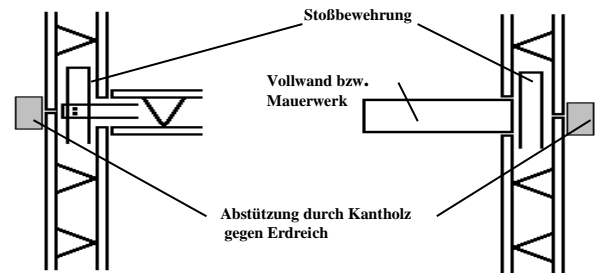 Stoßbewehrung
Vollwand bzw.
Mauerwerk
Abstützung durch Kantholz
gegen Erdreich